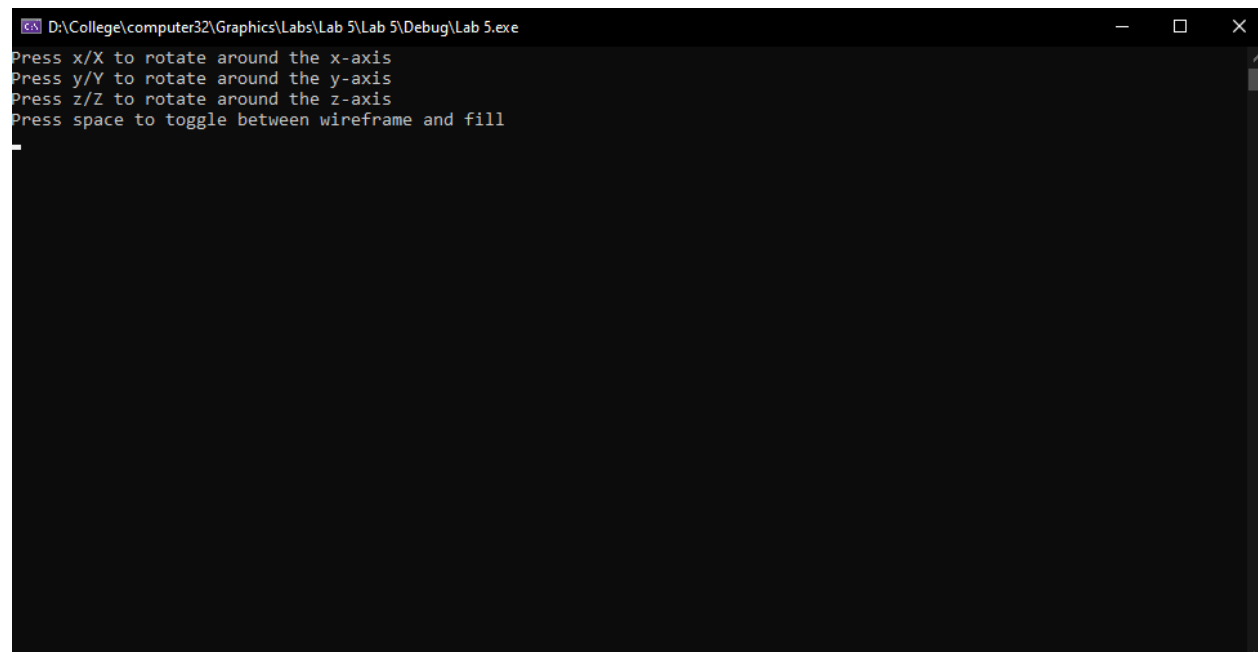 D:\College\computer32\Graphics\Labs\Lab 5\Lab 5\Debug\Lab 5.exe
Press x/X to rotate around the x-axis
Press y/Y to rotate around the y-axis
Press z/Z to rotate around the z-axis
Press space to toggle between wireframe and fill